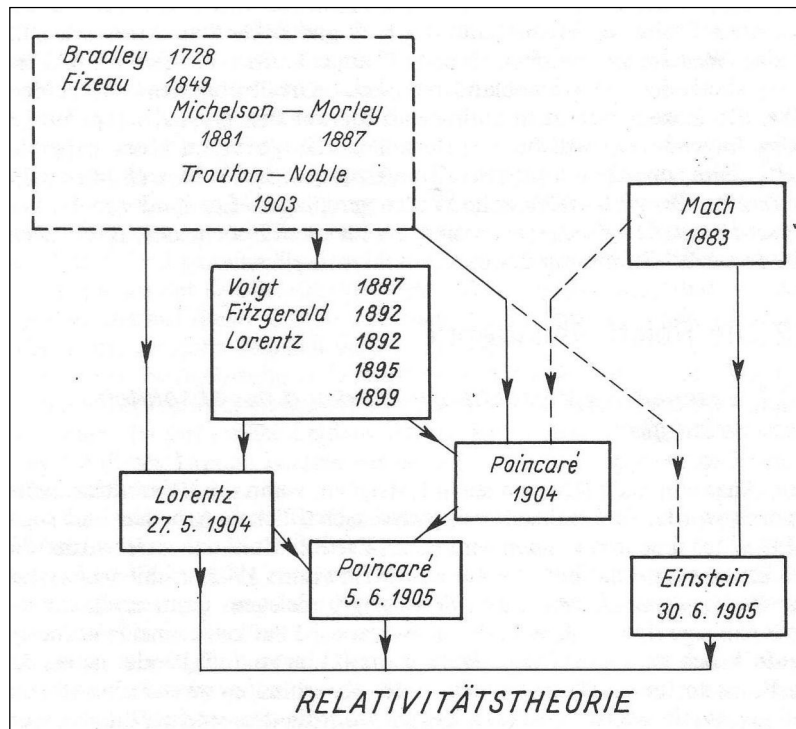 Bradley 1728
Fizeau 1849
Michelson — Morley
1881 1887
Trouton - Noble
1903
Mach
1883
Voigt 1887
Fitzgerald 1892
Lorentz 1892
1895
1899
Poincaré
1904
Lorentz
27. 5. 1904
Poincaré
5. 6. 1905
Einstein
30. 6. 1905
RELATIVITÄTSTHEORIE